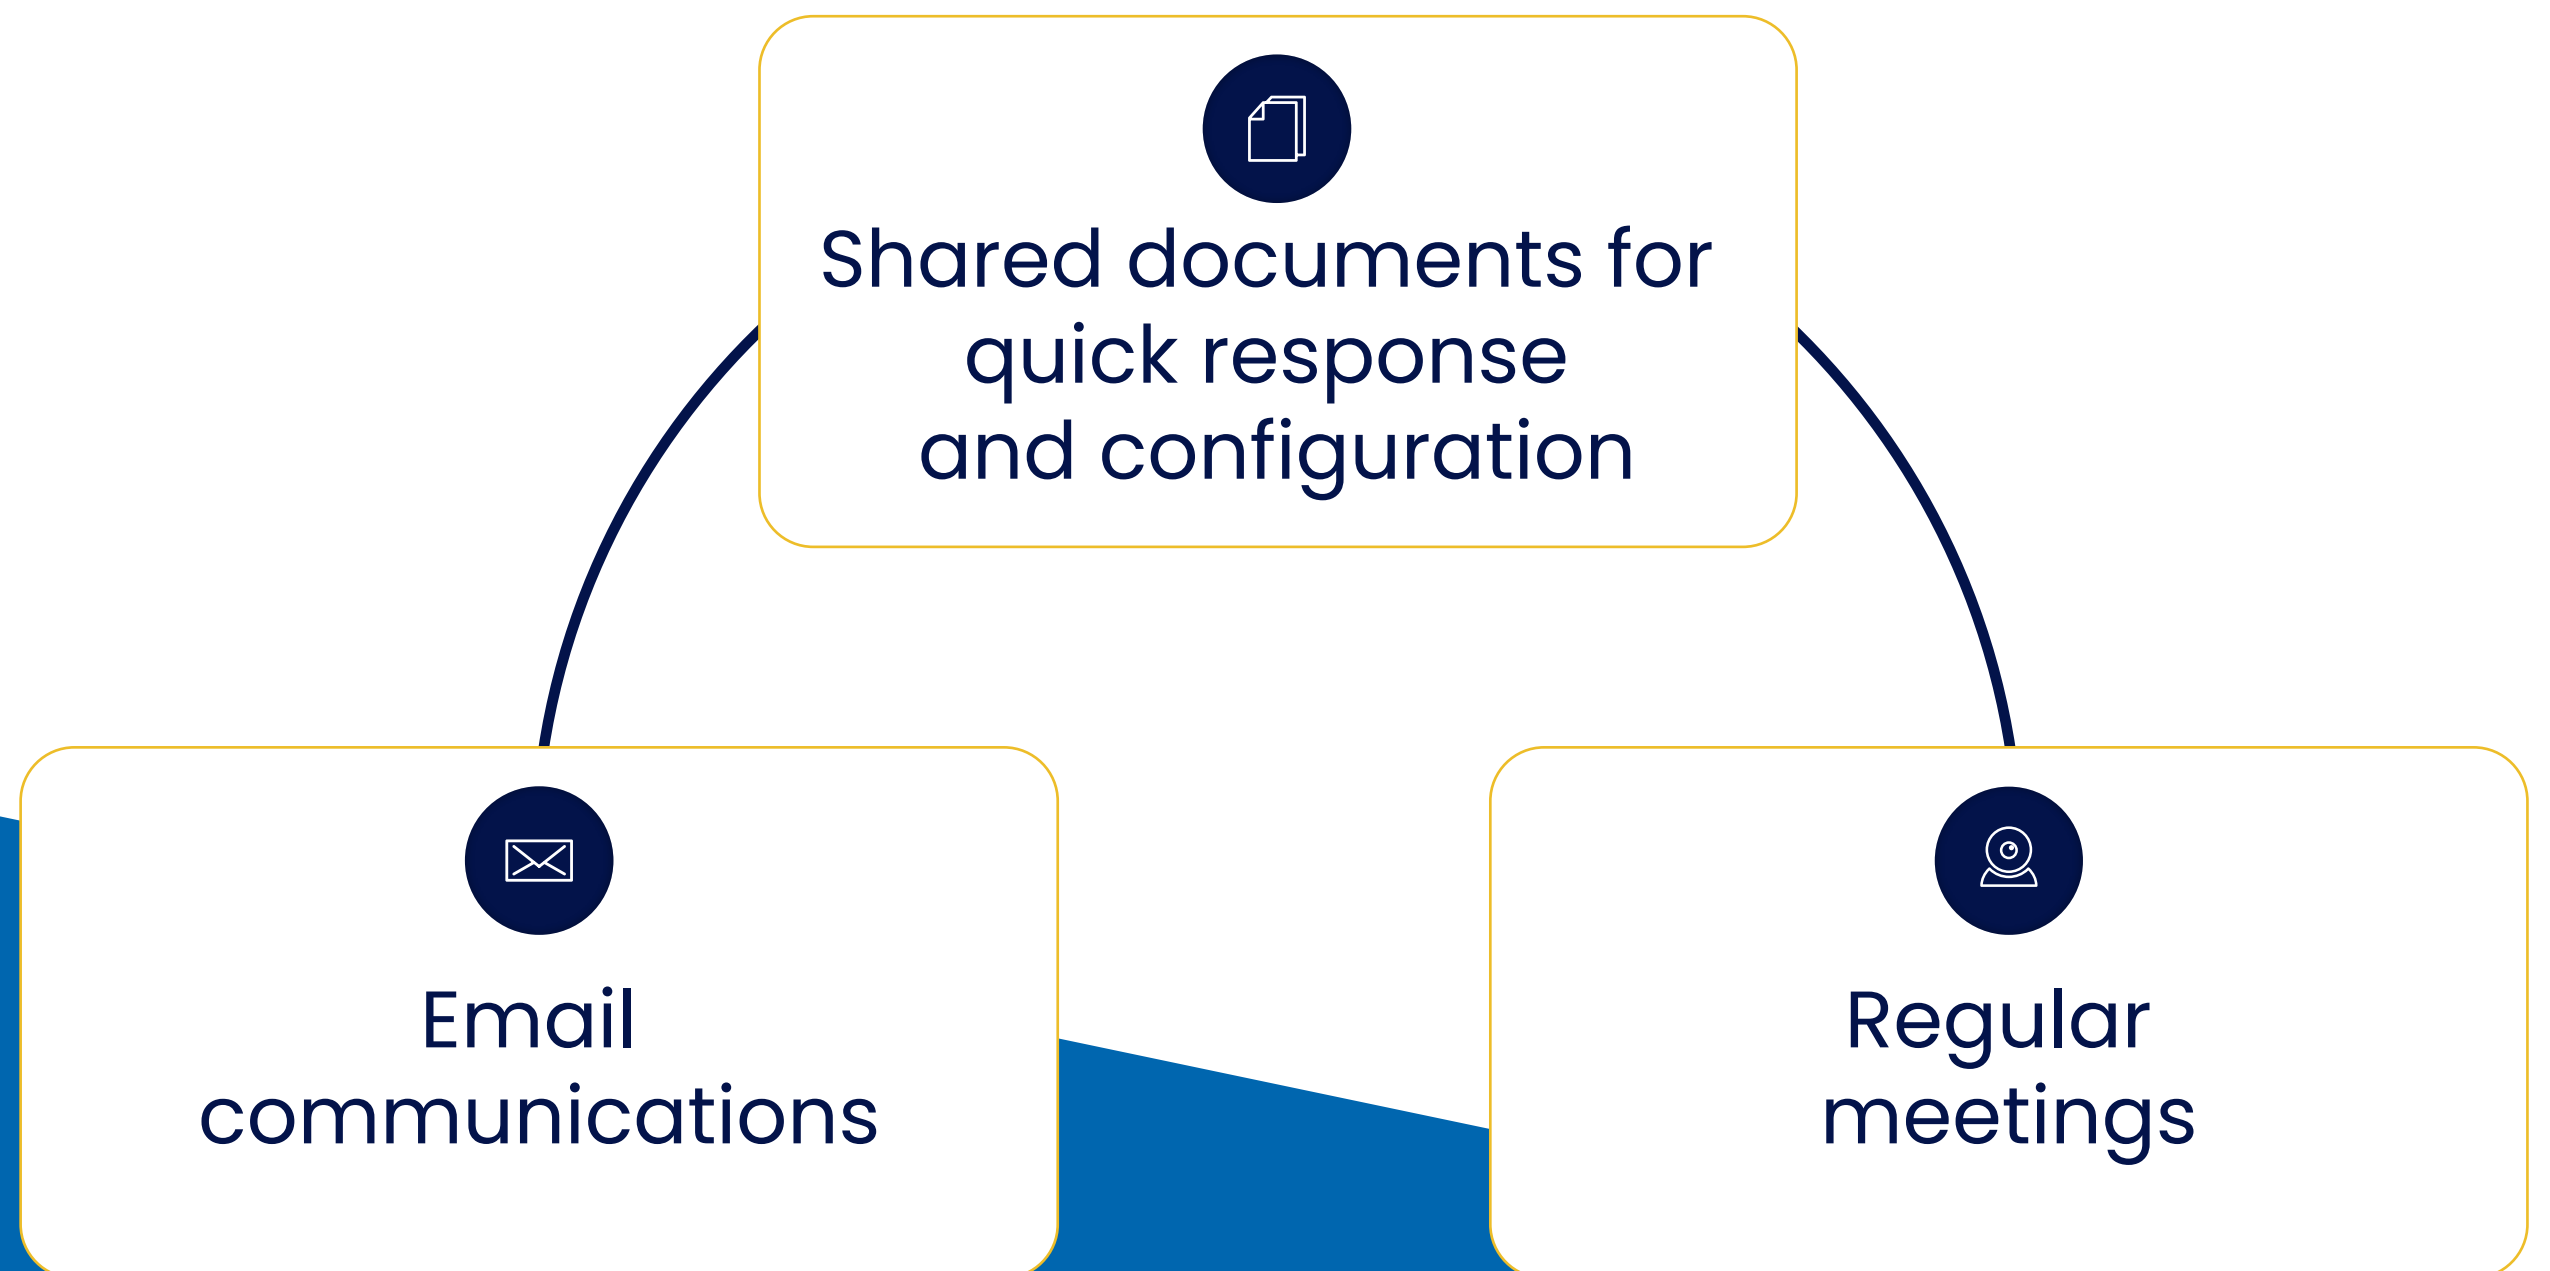 Shared documents for
quick response
and configuration
Email
communications
Regular
meetings